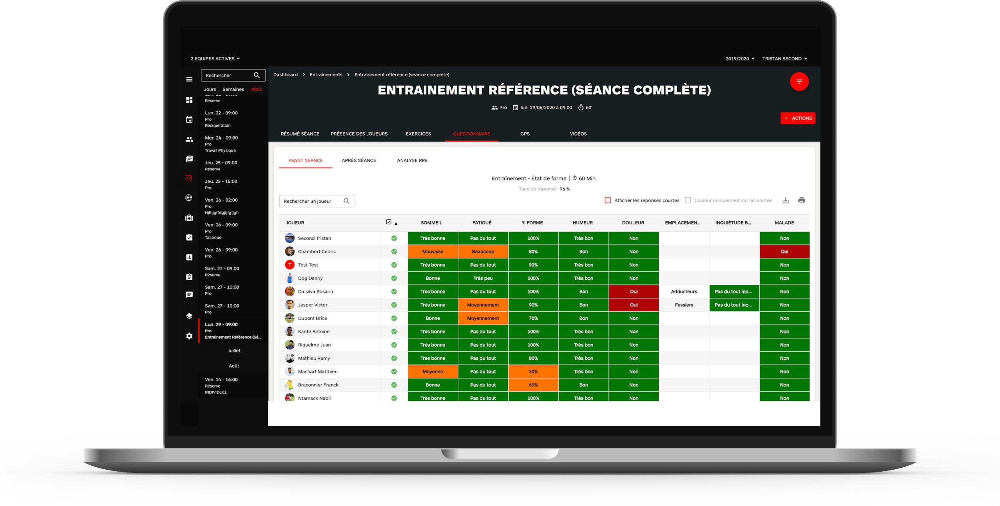 2 EQUIPES ACTIVES
2019/2020 TRISTAN SECOND
Rechercher
Jours Semaines Mois
Réserve
Lun. 22 - 09:00
Pro
Récupération
Mer. 24 - 09:00
Pro
Travail Physique
Jeu. 25 - 09:00
Réserve
Jeu. 25 - 15:00
Pro
Ven. 26 - 02:00
Pro
Hjfhjgffdgjfjfgfjgh
Ven. 26 - 09:00
Pro
Tactique
Ven. 26 - 09:00
Pro
Sam. 27 - 09:00
Réserve
Sam. 27 - 10:00
Pro
Sam. 27 - 10:00
Pro
Lun. 29 - 09:00
Pro
Entrainement Référence (Sé...
Juillet
Août
Ven. 14 - 16:00
Réserve
INDIVIDUEL
Dashboard > Entraînements > Entrainement référence (séance complète)
ENTRAINEMENT RÉFÉRENCE (SÉANCE COMPLÈTE)
Pro lun. 29/06/2020 à 09:00 60'
ACTIONS
RÉSUMÉ SÉANCE PRÉSENCE DES JOUEURS EXERCICES QUESTIONNAIRE GPS VIDÉOS
AVANT SÉANCE APRÈS SÉANCE ANALYSE RPE
Entraînement - État de forme | 60 Min.
Taux de réponse: 96 %
Rechercher un joueur
Afficher les réponses courtes Couleur uniquement sur les alertes
JOUEUR SOMMEIL FATIGUÉ % FORME HUMEUR DOULEUR EMPLACEMEN... INQUIÉTUDE B... MALADE
Second Tristan Très bonne Pas du tout 100% Très bon Non Non
Chambert Cedric Mauvaise Beaucoup 80% Bon Non Oui
T Test Test Très bonne Pas du tout 90% Très bon Non Non
Dog Danny Bonne Très peu 100% Très bon Non Non
Da silva Rosario Très bonne Pas du tout 100% Bon Oui Adducteurs Pas du tout inq... Non
Jasper Victor Très bonne Moyennement 90% Bon Oui Fessiers Pas du tout inq... Non
Dupont Brice Bonne Moyennement 70% Bon Non Non
Kanté Antoine Très bonne Pas du tout 100% Très bon Non Non
Riquelme Juan Très bonne Pas du tout 100% Très bon Non Non
Mathieu Remy Très bonne Pas du tout 80% Très bon Non Non
Machart Matthieu Moyenne Pas du tout 30% Très bon Non Non
Braconnier Franck Bonne Pas du tout 60% Bon Non Non
Ntamack Nabil Très bonne Pas du tout 100% Très bon Non Non